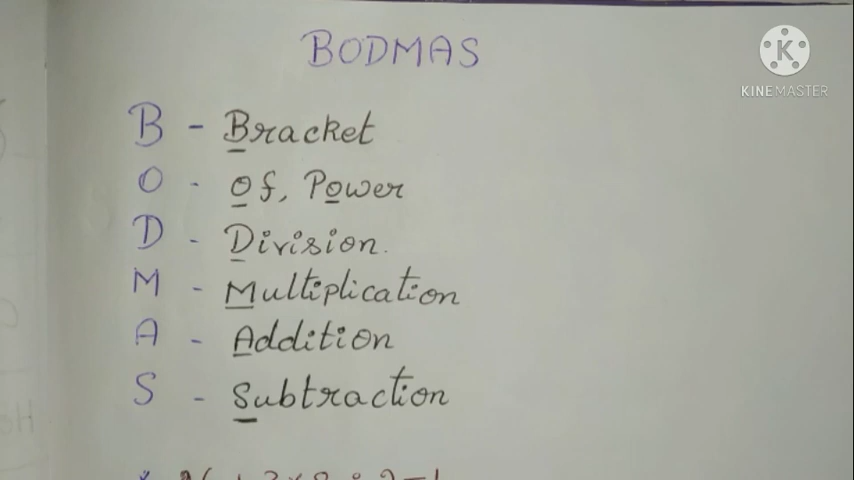 BODMAS
K
KINEMASTER
B - Bracket
O - Of, Power
D - Division.
M - Multiplication
A - Addition
S - Subtraction